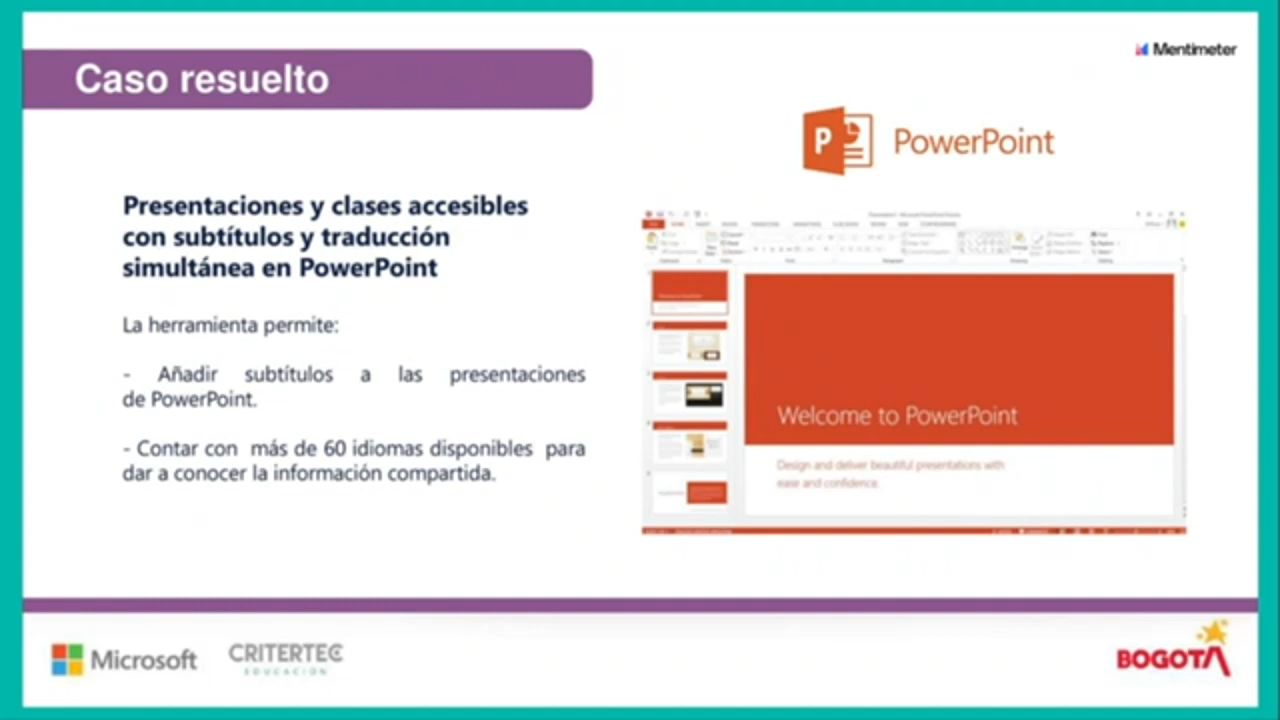 Caso resuelto
Mentimeter
PowerPoint
Presentaciones y clases accesibles
con subtítulos y traducción
simultánea en PowerPoint
La herramienta permite:
- Añadir subtítulos a las presentaciones
de PowerPoint.
- Contar con más de 60 idiomas disponibles para
dar a conocer la información compartida.
Welcome to PowerPoint
Design and deliver beautiful presentations with
ease and confidence.
Microsoft
CRITERTEC
EDUCACIÓN
BOGOTA